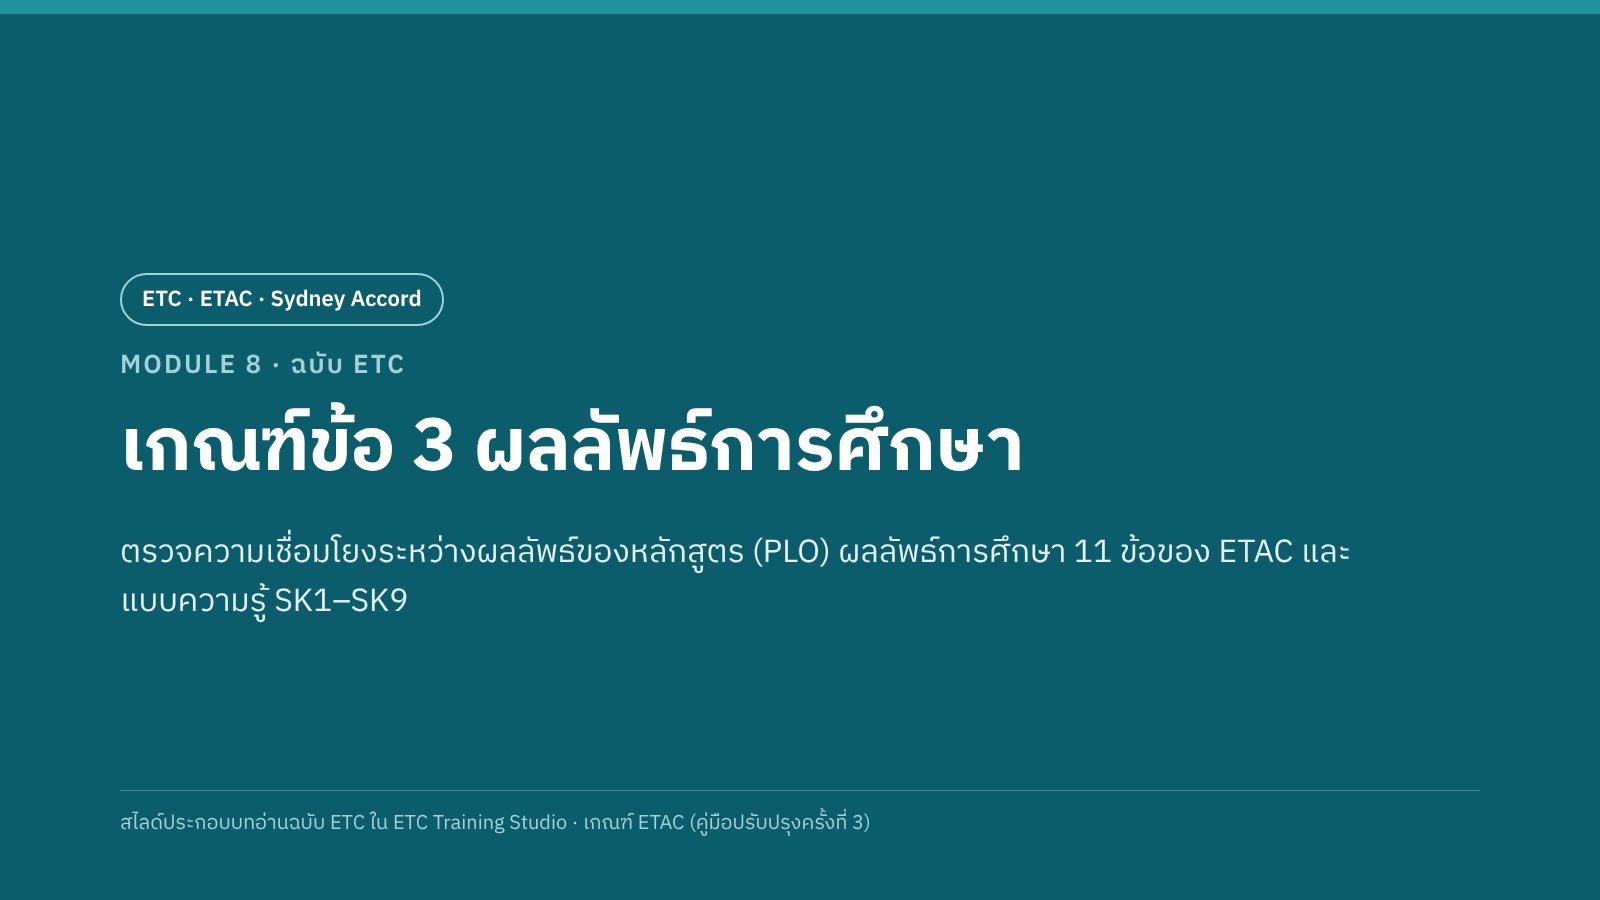 ETC · ETAC · Sydney Accord
MODULE 8 · ฉบับ ETC
เกณฑ์ข้อ 3 ผลลัพธ์การศึกษา
ตรวจความเชื่อมโยงระหว่างผลลัพธ์ของหลักสูตร (PLO) ผลลัพธ์การศึกษา 11 ข้อของ ETAC และ
แบบความรู้ SK1–SK9
สไลด์ประกอบบทอ่านฉบับ ETC ใน ETC Training Studio · เกณฑ์ ETAC (คู่มือปรับปรุงครั้งที่ 3)